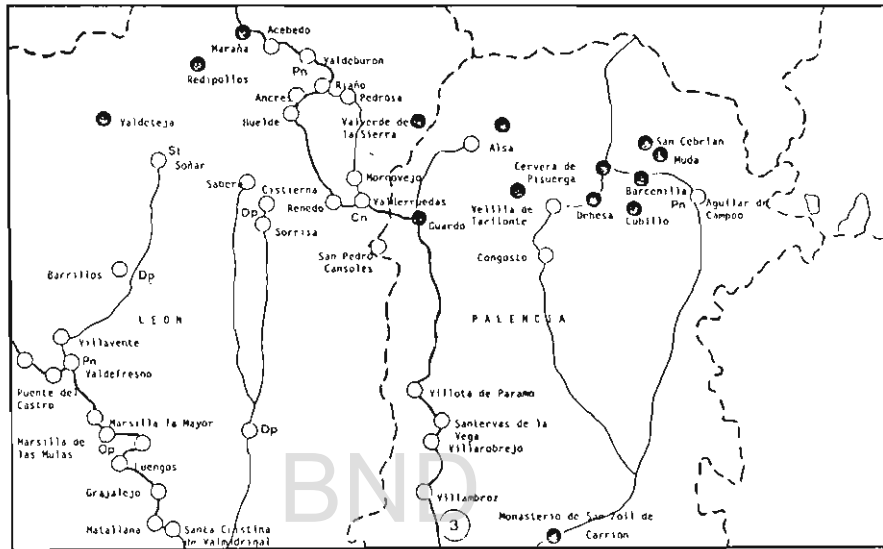 Acebedo
Maraña
Valdeburon
Pn
Redipollos
Riaño
Ancres
Pedrosa
Huelde
Valverde de
la Sierra
Valdeteja
Alsa
San Cebrian
Muda
St
Soñar
Cervera de
Pisuerga
Sabero
Cistierna
Morgovejo
Barcenilla
Velilla de
Tarilonte
Dehesa
Lubillo
Pn
Aguilar de
Campoo
Dp
Renedo
Valderruedas
Cn
Guardo
Sorrisa
San Pedro
Cansoles
Congosto
Barrillos
Dp
LEON
PALENCIA
Villavente
Pn
Valdefresno
Puente del
Castro
Villota de Paramo
Marsilla la Mayor
Santervas de la
Vega
Marsilla de
las Mulas
Dp
Villarobrejo
Luengos
BND
Grajalejo
Villambroz
3
Matallana
Santa Cristina
de Valmadrigal
Monasterio de San Zoil de
Carrión